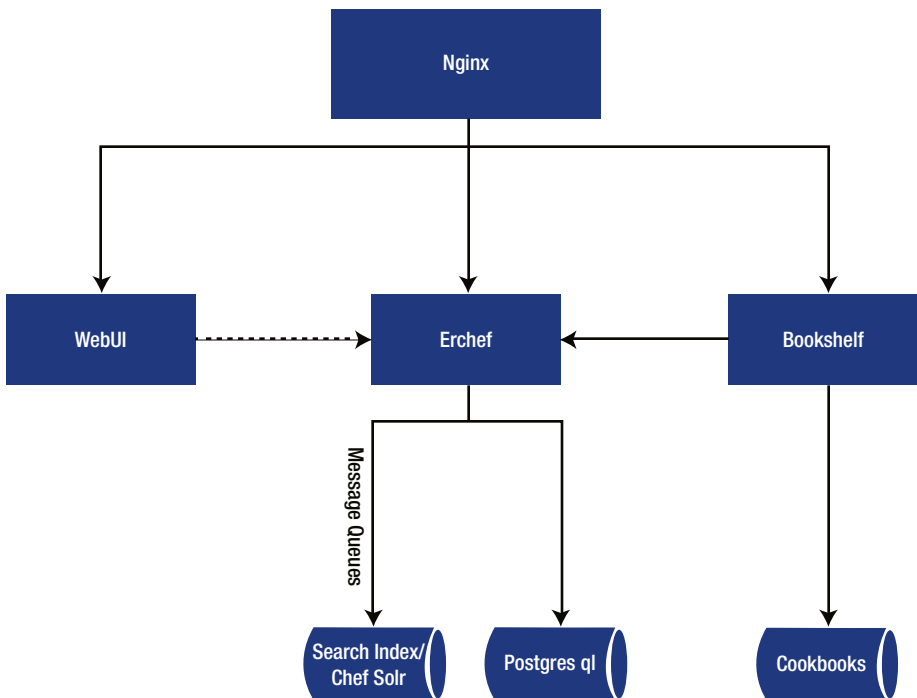 Nginx
WebUI
Erchef
Bookshelf
Message Queues
Search Index/
Chef Solr
Postgres ql
Cookbooks